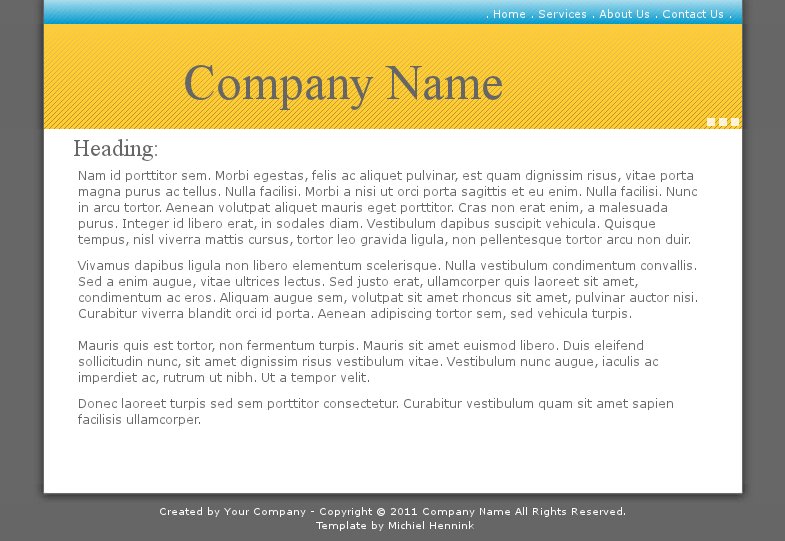 . Home . Services . About Us . Contact Us .
Company Name
Heading:
Nam id porttitor sem. Morbi egestas, felis ac aliquet pulvinar, est quam dignissim risus, vitae porta
magna purus ac tellus. Nulla facilisi. Morbi a nisi ut orci porta sagittis et eu enim. Nulla facilisi. Nunc
in arcu tortor. Aenean volutpat aliquet mauris eget porttitor. Cras non erat enim, a malesuada
purus. Integer id libero erat, in sodales diam. Vestibulum dapibus suscipit vehicula. Quisque
tempus, nisl viverra mattis cursus, tortor leo gravida ligula, non pellentesque tortor arcu non duir.
Vivamus dapibus ligula non libero elementum scelerisque. Nulla vestibulum condimentum convallis.
Sed a enim augue, vitae ultrices lectus. Sed justo erat, ullamcorper quis laoreet sit amet,
condimentum ac eros. Aliquam augue sem, volutpat sit amet rhoncus sit amet, pulvinar auctor nisi.
Curabitur viverra blandit orci id porta. Aenean adipiscing tortor sem, sed vehicula turpis.
Mauris quis est tortor, non fermentum turpis. Mauris sit amet euismod libero. Duis eleifend
sollicitudin nunc, sit amet dignissim risus vestibulum vitae. Vestibulum nunc augue, iaculis ac
imperdiet ac, rutrum ut nibh. Ut a tempor velit.
Donec laoreet turpis sed sem porttitor consectetur. Curabitur vestibulum quam sit amet sapien
facilisis ullamcorper.
Created by Your Company - Copyright © 2011 Company Name All Rights Reserved.
Template by Michiel Hennink